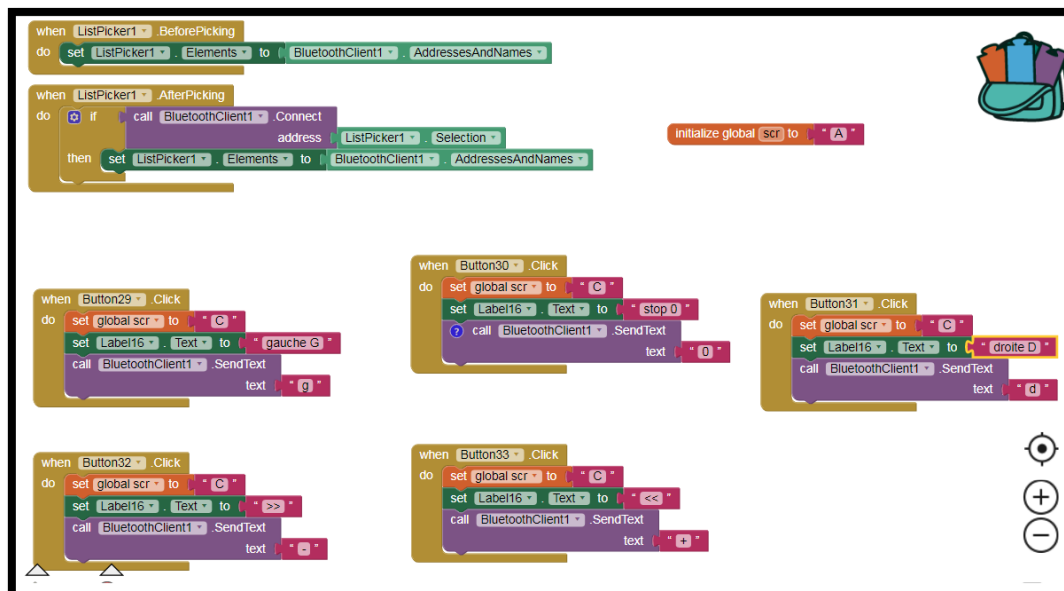 when ListPicker1 .BeforePicking
do set ListPicker1 . Elements to BluetoothClient1 . AddressesAndNames
when ListPicker1 .AfterPicking
do if call BluetoothClient1 .Connect
address ListPicker1 . Selection
then set ListPicker1 . Elements to BluetoothClient1 . AddressesAndNames
initialize global scr to " A "
when Button29 .Click
do set global scr to " C "
set Label16 . Text to " gauche G "
call BluetoothClient1 .SendText
text " g "
when Button30 .Click
do set global scr to " C "
set Label16 . Text to " stop 0 "
? call BluetoothClient1 .SendText
text " 0 "
when Button31 .Click
do set global scr to " C "
set Label16 . Text to " droite D "
call BluetoothClient1 .SendText
text " d "
when Button32 .Click
do set global scr to " C "
set Label16 . Text to " >> "
call BluetoothClient1 .SendText
text " - "
when Button33 .Click
do set global scr to " C "
set Label16 . Text to " << "
call BluetoothClient1 .SendText
text " + "